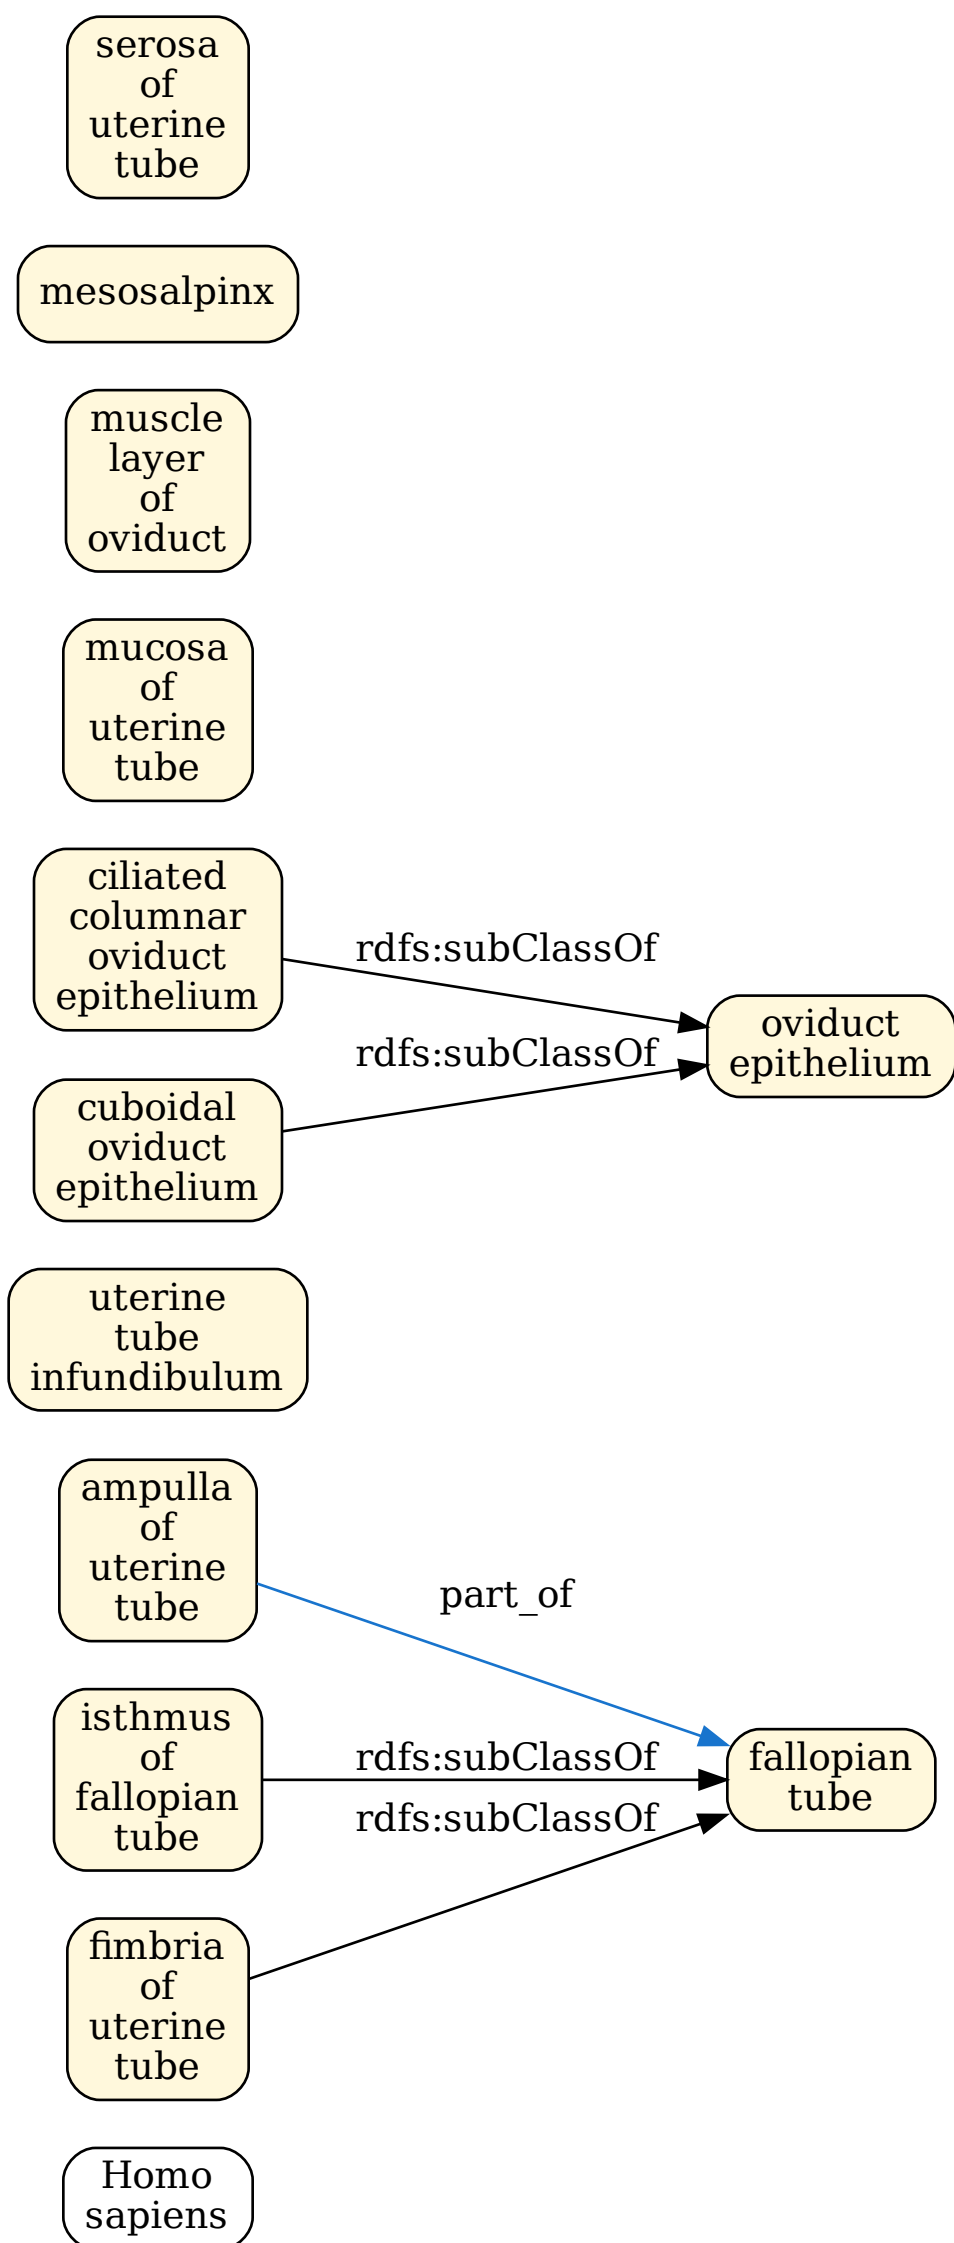 serosa
of
uterine
tube
mesosalpinx
muscle
layer
of
oviduct
mucosa
of
uterine
tube
ciliated
columnar
oviduct
epithelium
rdfs:subClassOf
oviduct
epithelium
rdfs:subClassOf
cuboidal
oviduct
epithelium
uterine
tube
infundibulum
ampulla
of
uterine
tube
part_of
isthmus
of
fallopian
tube
rdfs:subClassOf
fallopian
tube
rdfs:subClassOf
fimbria
of
uterine
tube
Homo
sapiens